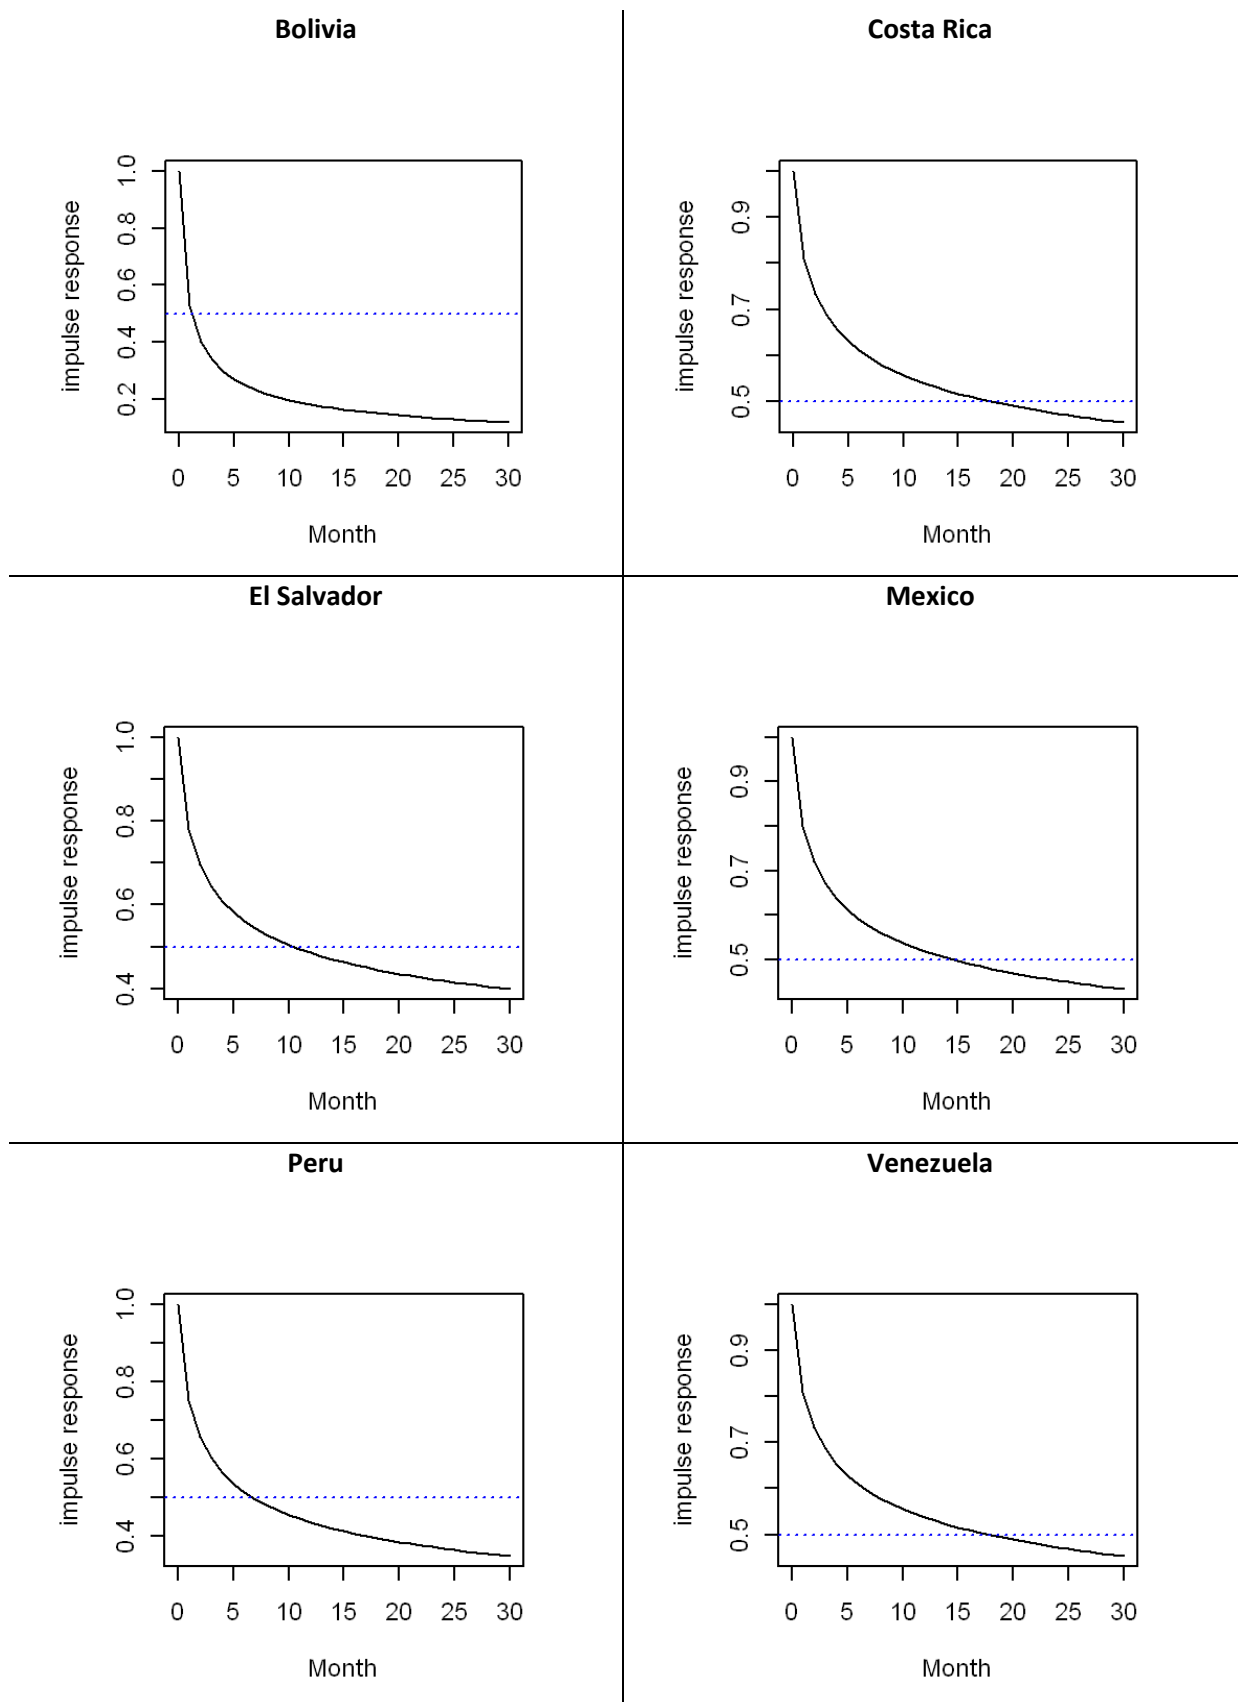 Bolivia
impulse response
1.0
0.8
0.6
0.4
0.2
0 5 10 15 20 25 30
Month
Costa Rica
impulse response
0.9
0.7
0.5
0 5 10 15 20 25 30
Month
El Salvador
impulse response
1.0
0.8
0.6
0.4
0 5 10 15 20 25 30
Month
Mexico
impulse response
0.9
0.7
0.5
0 5 10 15 20 25 30
Month
Peru
impulse response
1.0
0.8
0.6
0.4
0 5 10 15 20 25 30
Month
Venezuela
impulse response
0.9
0.7
0.5
0 5 10 15 20 25 30
Month